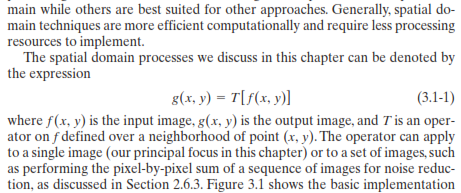 main while others are best suited for other approaches. Generally, spatial do-
main techniques are more efficient computationally and require less processing
resources to implement.
The spatial domain processes we discuss in this chapter can be denoted by
the expression
g(x, y) = T[f(x, y)] (3.1-1)
where f(x, y) is the input image, g(x, y) is the output image, and T is an oper-
ator on f defined over a neighborhood of point (x, y). The operator can apply
to a single image (our principal focus in this chapter) or to a set of images, such
as performing the pixel-by-pixel sum of a sequence of images for noise reduc-
tion, as discussed in Section 2.6.3. Figure 3.1 shows the basic implementation